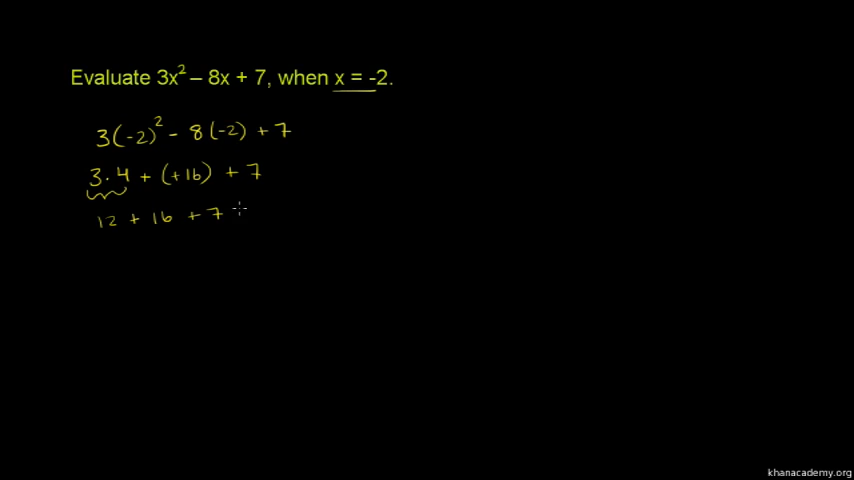 Evaluate 3x² – 8x + 7, when x = -2.
3(-2)² - 8(-2) + 7
3·4 + (+16) + 7
12 + 16 + 7
khanacademy.org